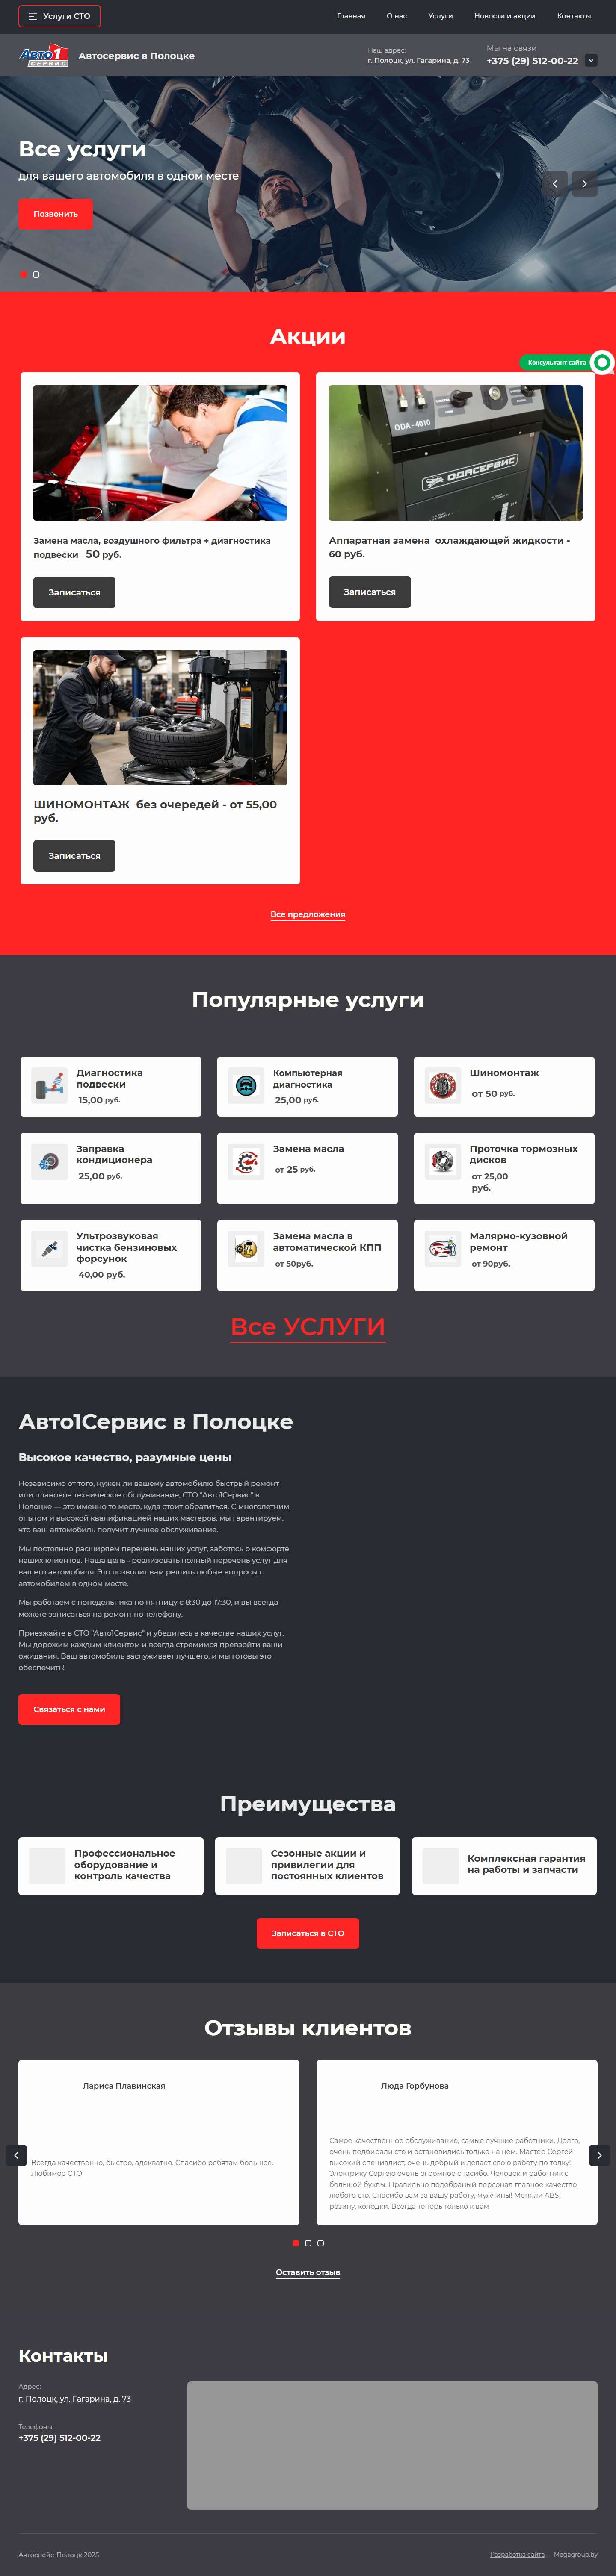 Услуги СТО
Главная
О нас
Услуги
Новости и акции
Контакты
Авто 1
СЕРВИС
Автосервис в Полоцке
Наш адрес:
г. Полоцк, ул. Гагарина, д. 73
Мы на связи
+375 (29) 512-00-22
Все услуги
для вашего автомобиля в одном месте
Позвонить
Акции
Консультант сайта
ODA-4010
ОДАСЕРВИС
Замена масла, воздушного фильтра + диагностика
подвески 50 руб.
Записаться
Аппаратная замена охлаждающей жидкости -
60 руб.
Записаться
ШИНОМОНТАЖ без очередей - от 55,00
руб.
Записаться
Все предложения
Популярные услуги
Диагностика
подвески
15,00 руб.
Компьютерная
диагностика
25,00 руб.
Шиномонтаж
от 50 руб.
Заправка
кондиционера
25,00 руб.
Замена масла
от 25 руб.
Проточка тормозных
дисков
от 25,00
руб.
Ультрозвуковая
чистка бензиновых
форсунок
40,00 руб.
Замена масла в
автоматической КПП
от 50руб.
Малярно-кузовной
ремонт
от 90руб.
Все УСЛУГИ
Авто1Сервис в Полоцке
Высокое качество, разумные цены
Независимо от того, нужен ли вашему автомобилю быстрый ремонт
или плановое техническое обслуживание, СТО "Авто1Сервис" в
Полоцке — это именно то место, куда стоит обратиться. С многолетним
опытом и высокой квалификацией наших мастеров, мы гарантируем,
что ваш автомобиль получит лучшее обслуживание.
Мы постоянно расширяем перечень наших услуг, заботясь о комфорте
наших клиентов. Наша цель - реализовать полный перечень услуг для
вашего автомобиля. Это позволит вам решить любые вопросы с
автомобилем в одном месте.
Мы работаем с понедельника по пятницу с 8:30 до 17:30, и вы всегда
можете записаться на ремонт по телефону.
Приезжайте в СТО "Авто1Сервис" и убедитесь в качестве наших услуг.
Мы дорожим каждым клиентом и всегда стремимся превзойти ваши
ожидания. Ваш автомобиль заслуживает лучшего, и мы готовы это
обеспечить!
Связаться с нами
Преимущества
Профессиональное
оборудование и
контроль качества
Сезонные акции и
привилегии для
постоянных клиентов
Комплексная гарантия
на работы и запчасти
Записаться в СТО
Отзывы клиентов
Лариса Плавинская
Всегда качественно, быстро, адекватно. Спасибо ребятам большое.
Любимое СТО
Люда Горбунова
Самое качественное обслуживание, самые лучшие работники. Долго,
очень подбирали сто и остановились только на нём. Мастер Сергей
высокий специалист, очень добрый и делает свою работу по толку!
Электрику Сергею очень огромное спасибо. Человек и работник с
большой буквы. Правильно подобраный персонал главное качество
любого сто. Спасибо вам за вашу работу, мужчины! Меняли ABS,
резину, колодки. Всегда теперь только к вам
Оставить отзыв
Контакты
Адрес:
г. Полоцк, ул. Гагарина, д. 73
Телефоны:
+375 (29) 512-00-22
Автоспейс-Полоцк 2025
Разработка сайта — Megagroup.by